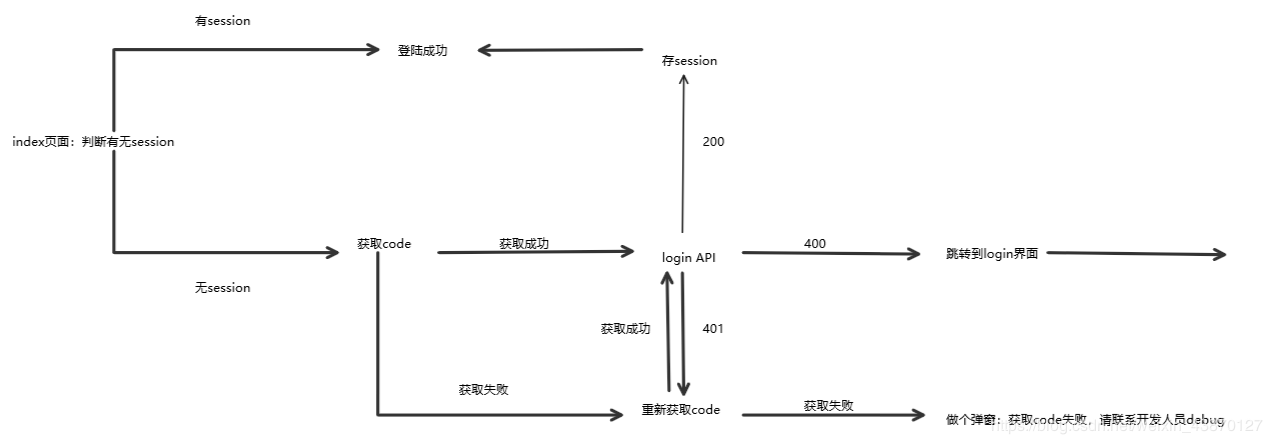 有session
登陆成功
存session
index页面：判断有无session
200
获取code
获取成功
login API
400
跳转到login界面
无session
获取成功
401
获取失败
重新获取code
获取失败
做个弹窗：获取code失败，请联系开发人员debug